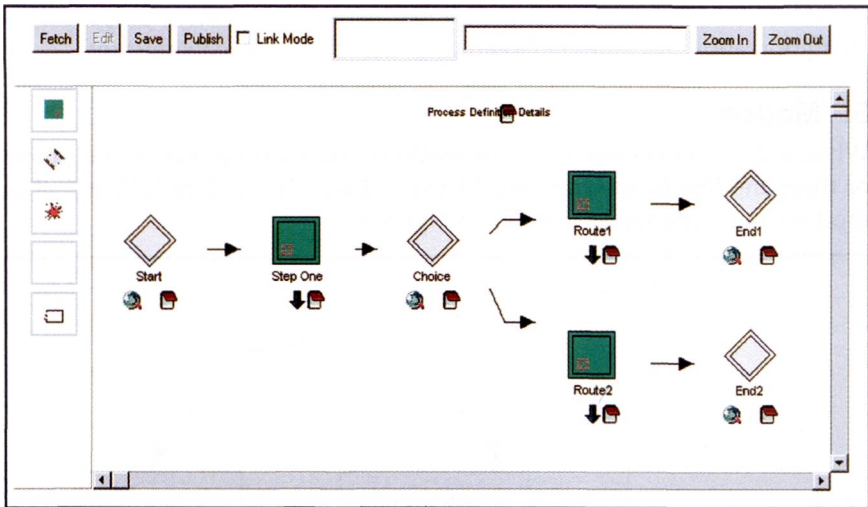 Fetch Edit Save Publish Link Mode Zoom In Zoom Out
Process Definition Details
Route1 End1
Start Step One Choice
Route2 End2